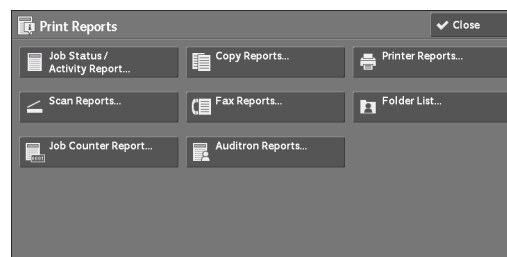 Print Reports
Close
Job Status /
Activity Report...
Copy Reports...
Printer Reports...
Scan Reports...
Fax Reports...
Folder List...
Job Counter Report...
Auditron Reports...